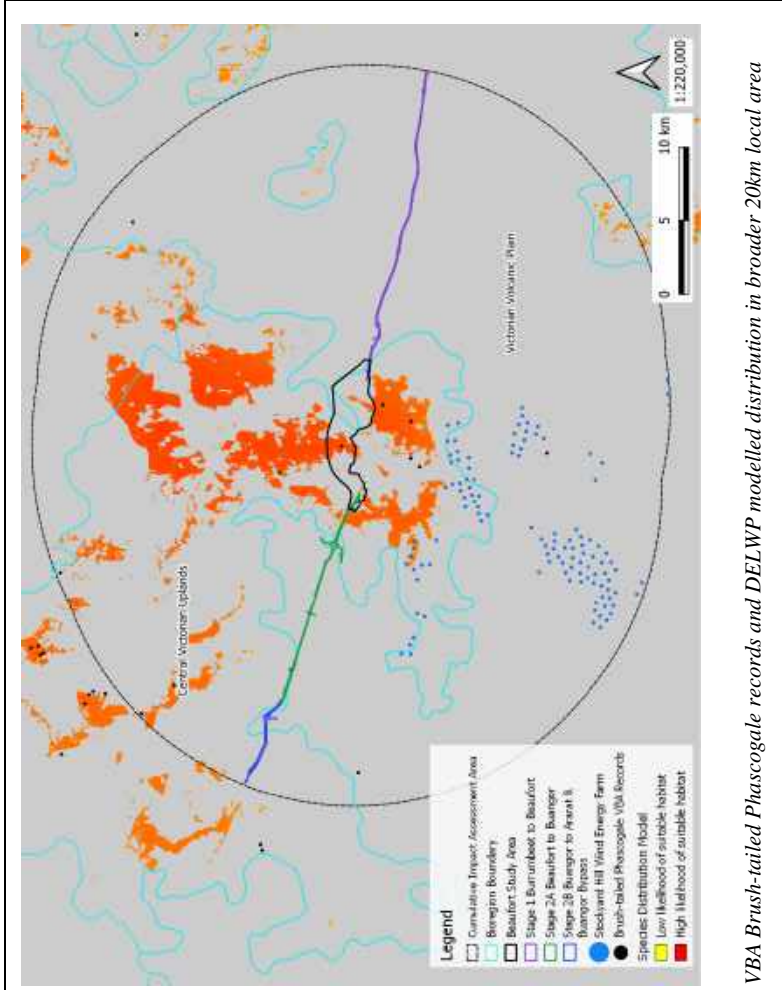 1:220,000
0 5 10 km
Central Victorian Uplands
Victorian Volcanic Plain
Legend
Cumulative Impact Assessment Area
Bioregion Boundary
Beaufort Study Area
Stage 1 Burrumbeet to Beaufort
Stage 2A Beaufort to Buangor
Stage 2B Buangor to Ararat &
Buangor Bypass
Stockyard Hill Wind Energy Farm
Brush-tailed Phascogale VBA Records
Species Distribution Model
Low likelihood of suitable habitat
High likelihood of suitable habitat
VBA Brush-tailed Phascogale records and DELWP modelled distribution in broader 20km local area